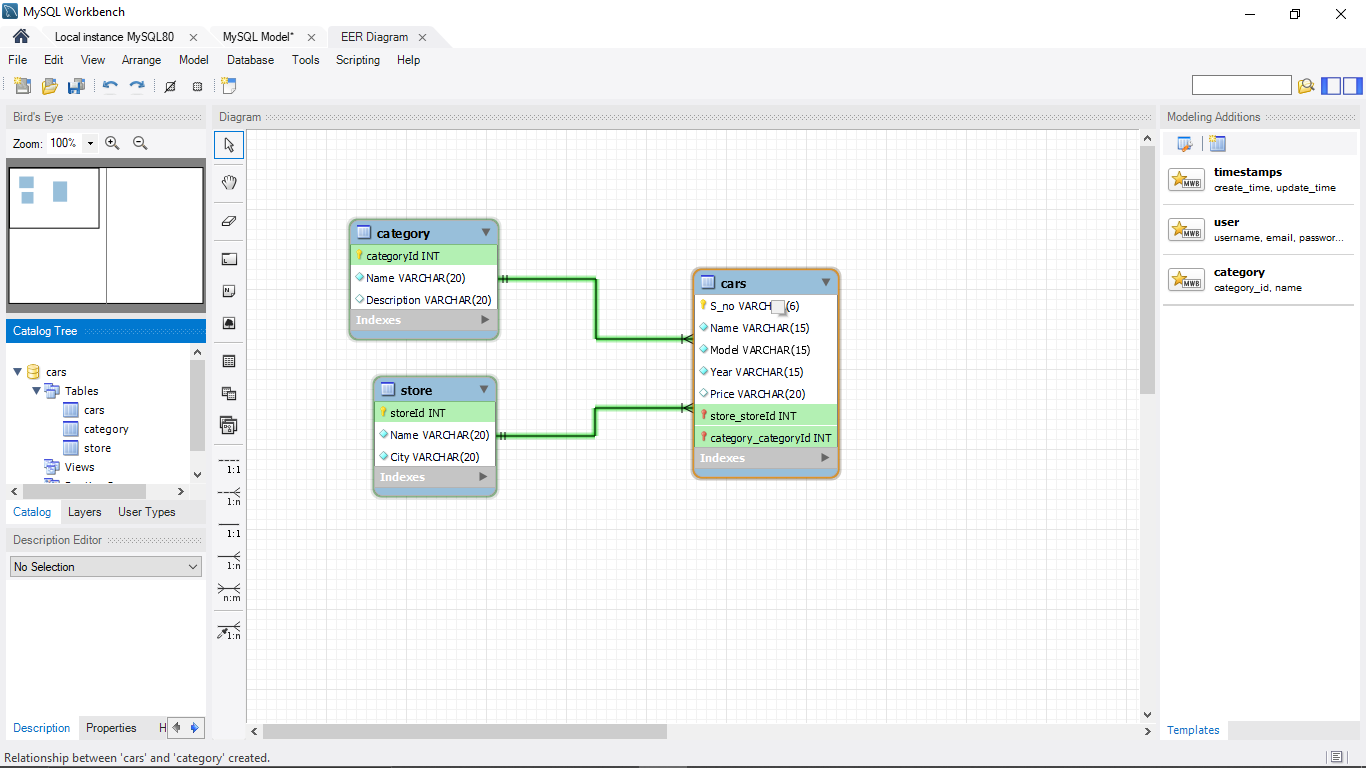 MySQL Workbench
Local instance MySQL80
MySQL Model*
EER Diagram
File Edit View Arrange Model Database Tools Scripting Help
Bird's Eye
Zoom: 100%
Catalog Tree
cars
Tables
cars
category
store
Views
Catalog Layers User Types
Description Editor
No Selection
Description Properties H
Diagram
1:1
1:n
1:1
1:n
n:m
1:n
category
categoryId INT
Name VARCHAR(20)
Description VARCHAR(20)
Indexes
store
storeId INT
Name VARCHAR(20)
City VARCHAR(20)
Indexes
cars
S_no VARCH (6)
Name VARCHAR(15)
Model VARCHAR(15)
Year VARCHAR(15)
Price VARCHAR(20)
store_storeId INT
category_categoryId INT
Indexes
Modeling Additions
MWB
timestamps
create_time, update_time
MWB
user
username, email, passwor...
MWB
category
category_id, name
Templates
Relationship between 'cars' and 'category' created.